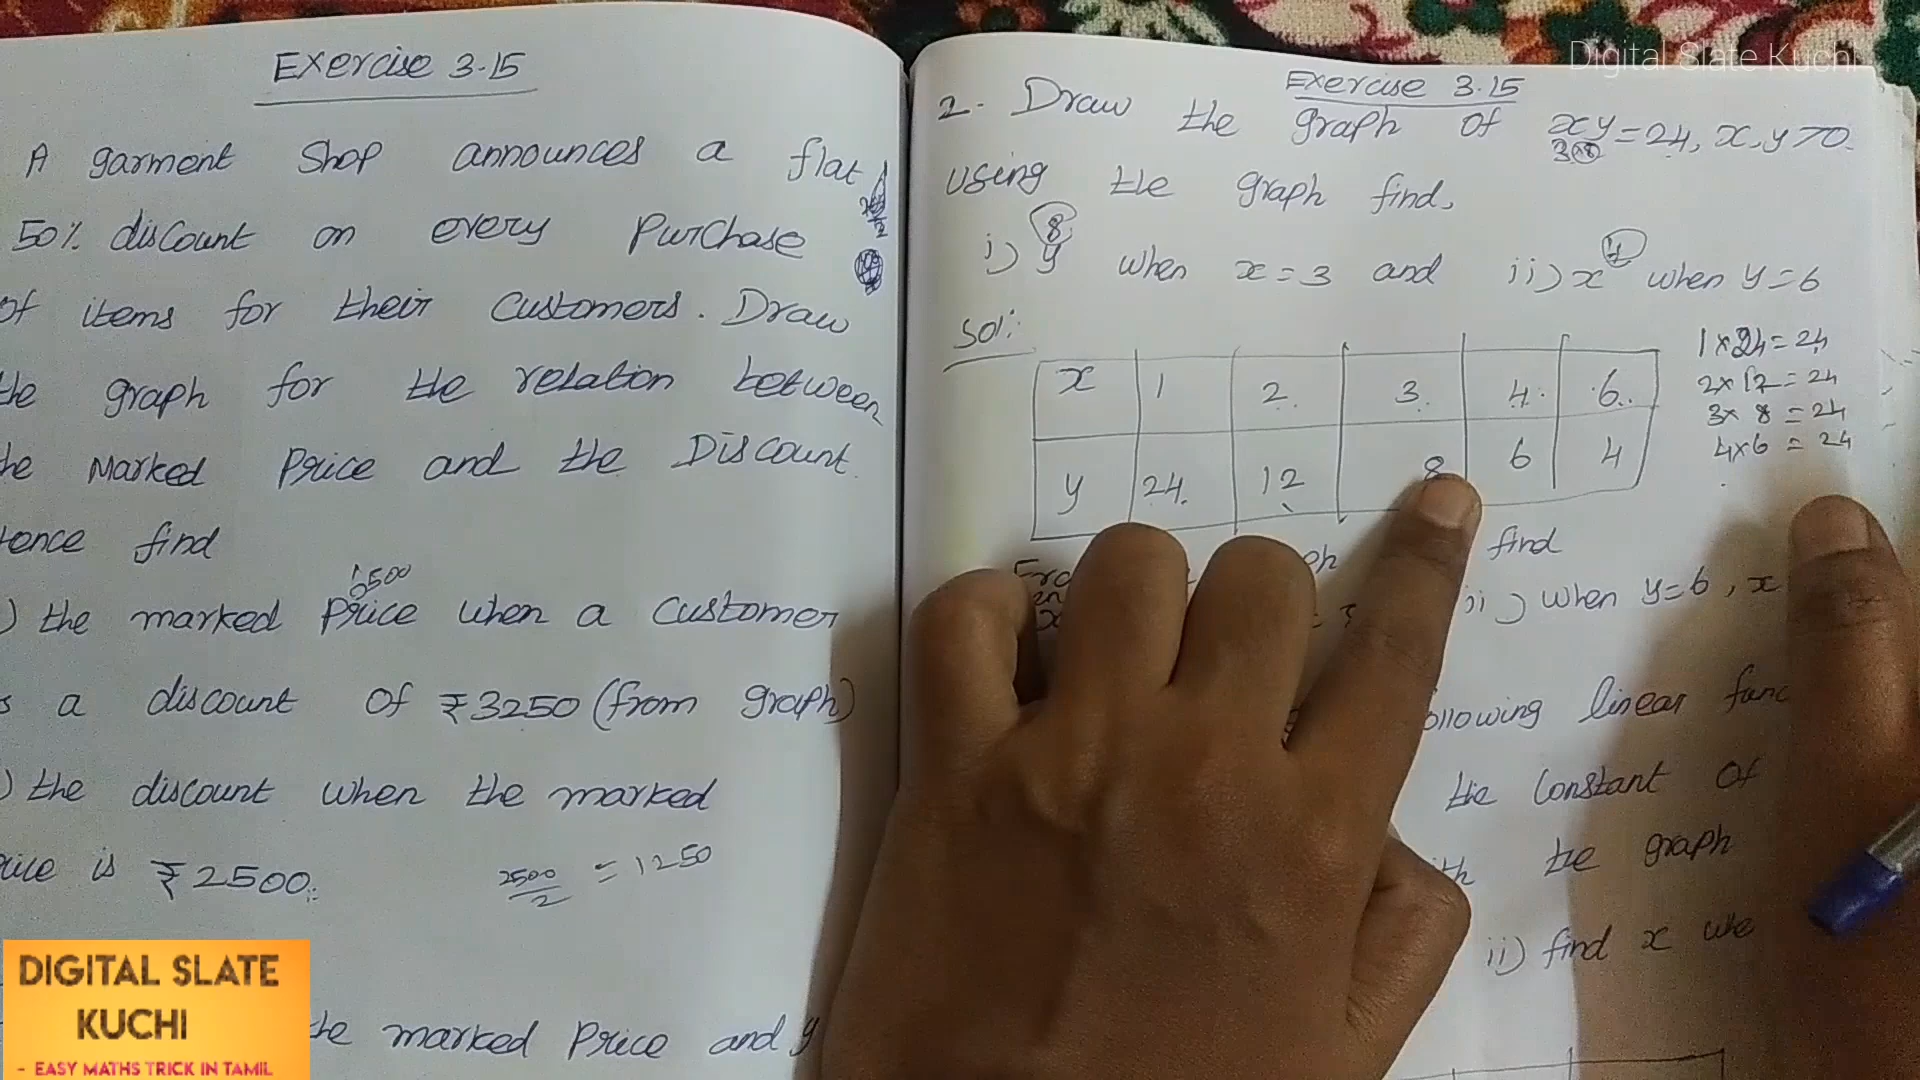 Exercise 3.15
A garment Shop announces a flat
50% discount on every Purchase
of items for their Customers. Draw
the graph for the relation between
the Marked Price and the Discount.
Hence find
6500
) the marked Price when a customer
s a discount of ₹3250 (from graph)
) the discount when the marked
rice is ₹2500.
2500/2 = 1250
the marked Price and y
Digital Slate Kuchi
Exercise 3.15
2. Draw the graph of xy = 24, x, y > 0.
3 8
using the graph find,
8
i) y when x = 3 and ii) x when y = 6
Sol:
x 1 2 3 4 6
y 24 12 8 6 4
1 x 24 = 24
2 x 12 = 24
3 x 8 = 24
4 x 6 = 24
find
ii) when y = 6, x
ollowing linear func
the Constant of
the graph
ii) find x whe
DIGITAL SLATE
KUCHI
- EASY MATHS TRICK IN TAMIL